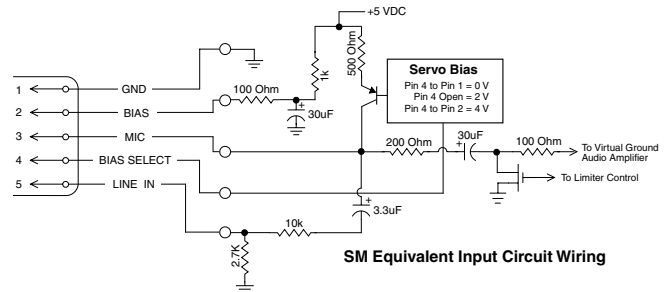 +5 VDC
1 GND
2 BIAS
3 MIC
4 BIAS SELECT
5 LINE IN
100 Ohm
+
30uF
1k
500 Ohm
Servo Bias
Pin 4 to Pin 1 = 0 V
Pin 4 Open = 2 V
Pin 4 to Pin 2 = 4 V
200 Ohm
30uF
+
100 Ohm
To Virtual Ground
Audio Amplifier
To Limiter Control
+
3.3uF
10k
2.7K
SM Equivalent Input Circuit Wiring